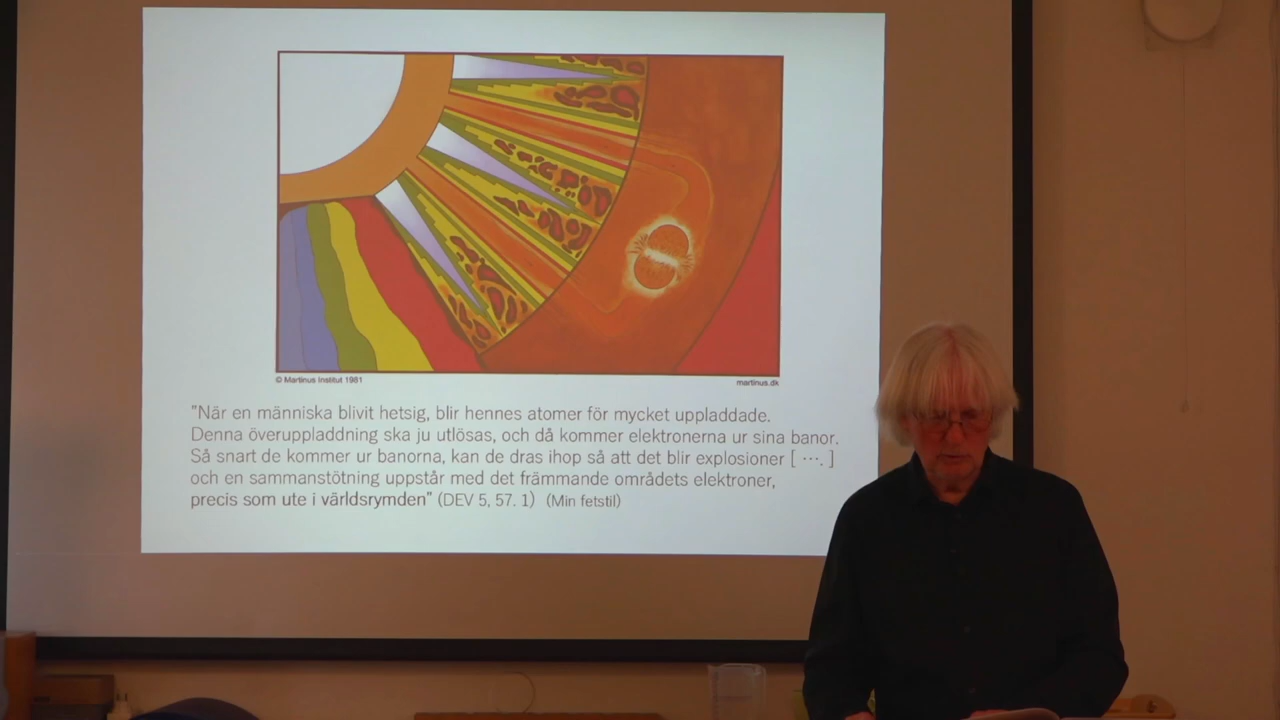 © Martinus Institut 1981
martinus.dk
"När en människa blivit hetsig, blir hennes atomer för mycket uppladdade.
Denna överuppladdning ska ju utlösas, och då kommer elektronerna ur sina banor.
Så snart de kommer ur banorna, kan de dras ihop så att det blir explosioner [ ···. ]
och en sammanstötning uppstår med det främmande områdets elektroner,
precis som ute i världsrymden" (DEV 5, 57. 1) (Min fetstil)